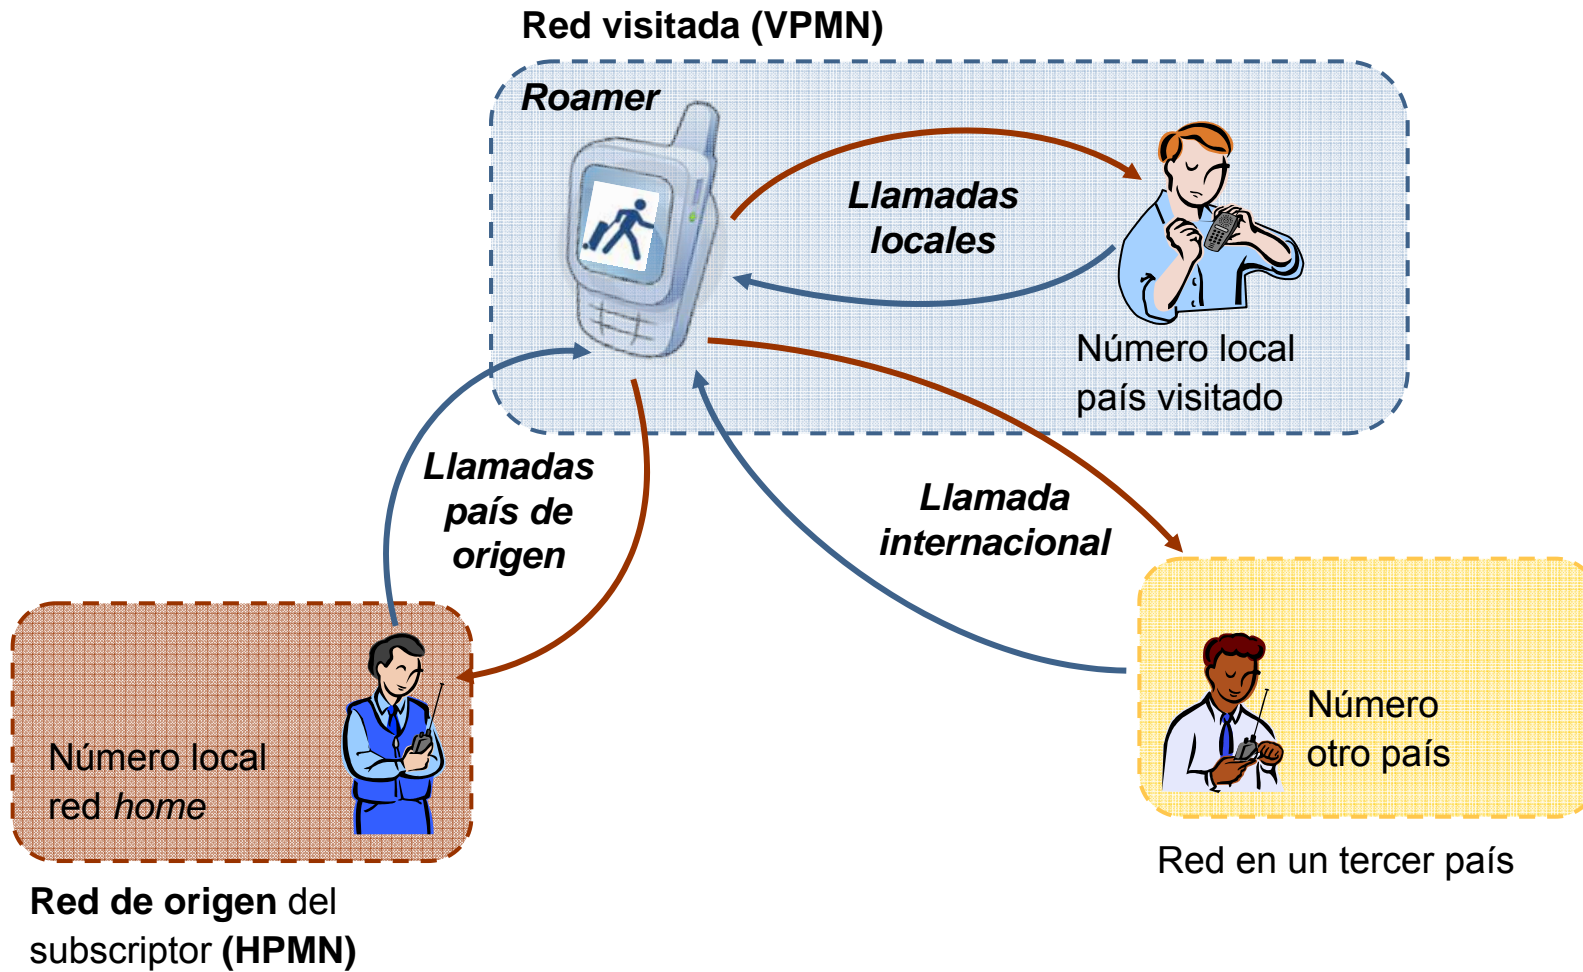 Red visitada (VPMN)
Roamer
Llamadas
locales
Número local
país visitado
Llamadas
país de
origen
Llamada
internacional
Número local
red home
Número
otro país
Red en un tercer país
Red de origen del
subscriptor (HPMN)